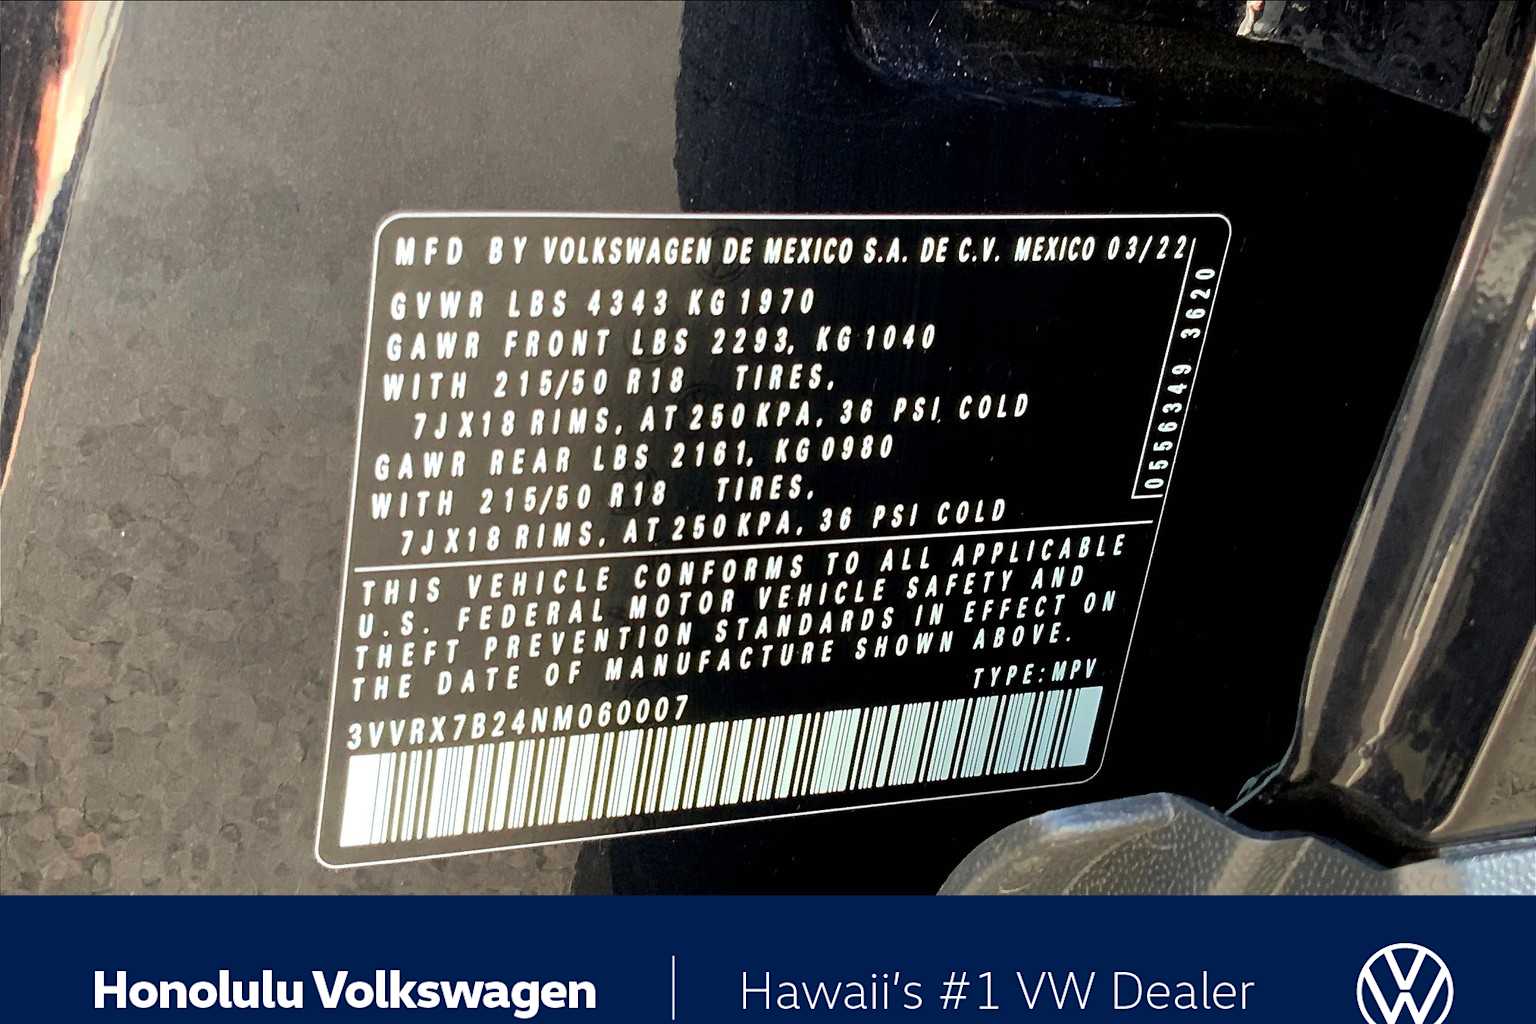 MFD BY VOLKSWAGEN DE MEXICO S.A. DE C.V. MEXICO 03/22
GVWR LBS 4343 KG 1970
GAWR FRONT LBS 2293, KG 1040
WITH 215/50 R18 TIRES,
7JX18 RIMS, AT 250 KPA, 36 PSI, COLD
GAWR REAR LBS 2161, KG 0980
WITH 215/50 R18 TIRES,
7JX18 RIMS, AT 250 KPA, 36 PSI COLD
0556349 3620
THIS VEHICLE CONFORMS TO ALL APPLICABLE
U.S. FEDERAL MOTOR VEHICLE SAFETY AND
THEFT PREVENTION STANDARDS IN EFFECT ON
THE DATE OF MANUFACTURE SHOWN ABOVE.
TYPE: MPV
3VVRX7B24NM060007
Honolulu Volkswagen
Hawaii's #1 VW Dealer